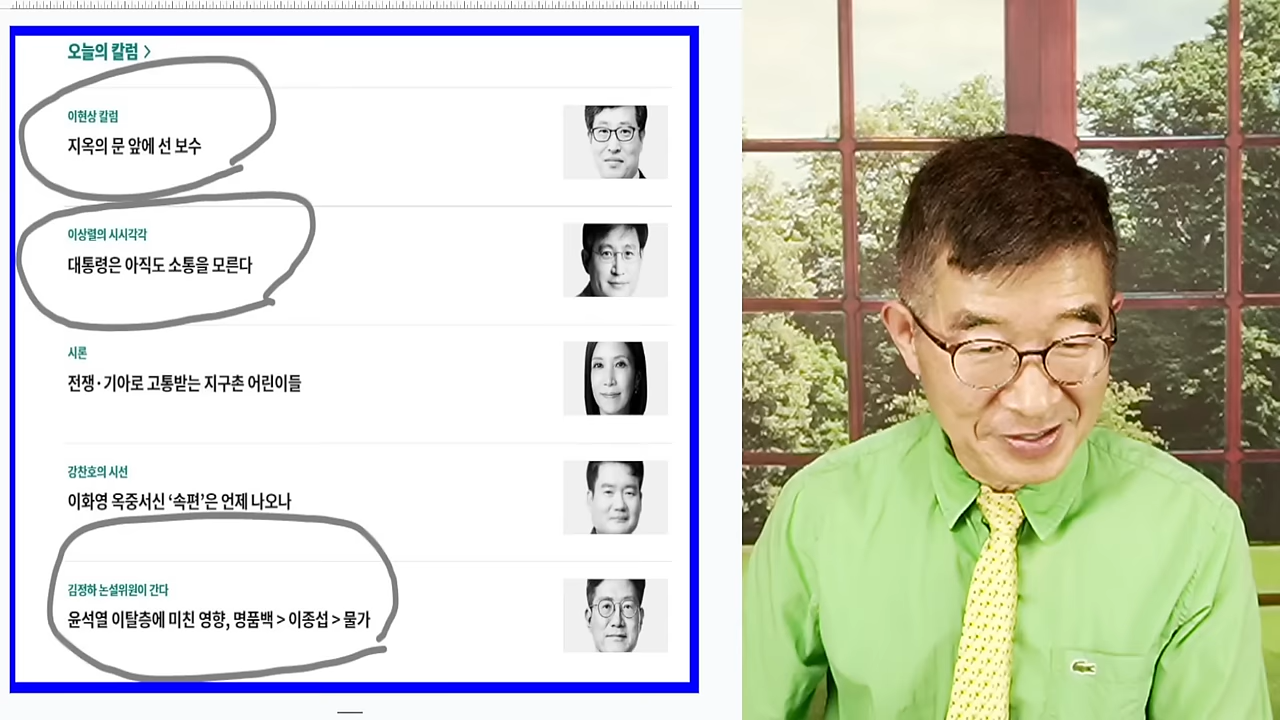 오늘의 칼럼 >
이현상 칼럼
지옥의 문 앞에 선 보수
이상렬의 시시각각
대통령은 아직도 소통을 모른다
시론
전쟁·기아로 고통받는 지구촌 어린이들
강찬호의 시선
이화영 옥중서신 ‘속편’은 언제 나오나
김정하 논설위원이 간다
윤석열 이탈층에 미친 영향, 명품백 > 이종섭 > 물가